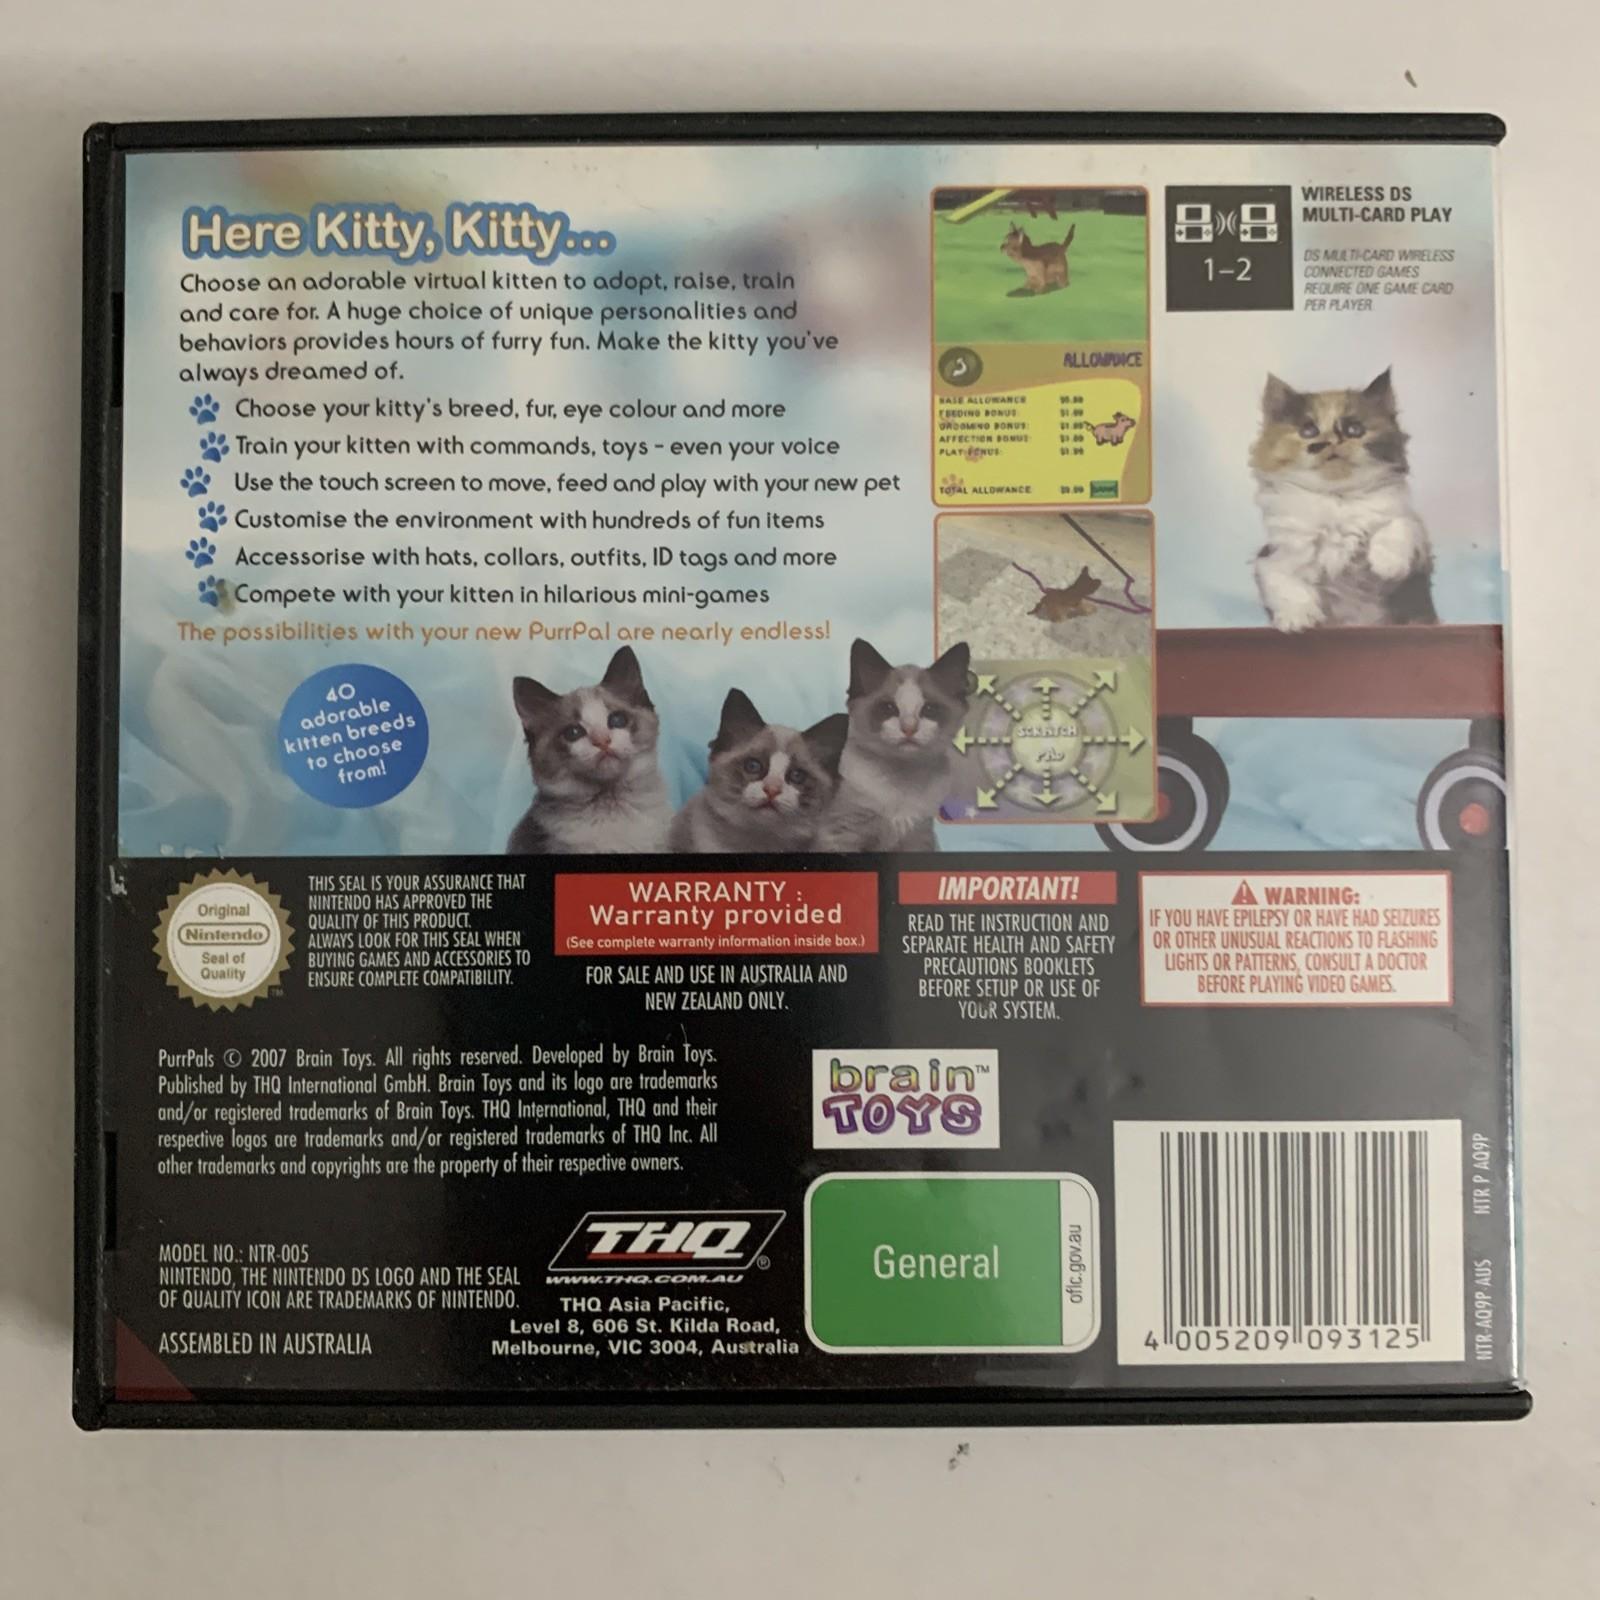 Here Kitty, Kitty...
Choose an adorable virtual kitten to adopt, raise, train
and care for. A huge choice of unique personalities and
behaviors provides hours of furry fun. Make the kitty you've
always dreamed of.
Choose your kitty's breed, fur, eye colour and more
Train your kitten with commands, toys – even your voice
Use the touch screen to move, feed and play with your new pet
Customise the environment with hundreds of fun items
Accessorise with hats, collars, outfits, ID tags and more
Compete with your kitten in hilarious mini-games
The possibilities with your new PurrPal are nearly endless!
40
adorable
kitten breeds
to choose
from!
ALLOWANCE
BASE ALLOWANCE
FEEDING BONUS:
GROOMING BONUS:
AFFECTION BONUS:
PLAY BONUS:
TOTAL ALLOWANCE
SCRATCH
PAD
1-2
WIRELESS DS
MULTI-CARD PLAY
DS MULTI-CARD WIRELESS
CONNECTED GAMES
REQUIRE ONE GAME CARD
PER PLAYER
Original
Nintendo
Seal of
Quality
TM
THIS SEAL IS YOUR ASSURANCE THAT
NINTENDO HAS APPROVED THE
QUALITY OF THIS PRODUCT.
ALWAYS LOOK FOR THIS SEAL WHEN
BUYING GAMES AND ACCESSORIES TO
ENSURE COMPLETE COMPATIBILITY.
WARRANTY :
Warranty provided
(See complete warranty information inside box.)
FOR SALE AND USE IN AUSTRALIA AND
NEW ZEALAND ONLY.
IMPORTANT!
READ THE INSTRUCTION AND
SEPARATE HEALTH AND SAFETY
PRECAUTIONS BOOKLETS
BEFORE SETUP OR USE OF
YOUR SYSTEM.
WARNING:
IF YOU HAVE EPILEPSY OR HAVE HAD SEIZURES
OR OTHER UNUSUAL REACTIONS TO FLASHING
LIGHTS OR PATTERNS, CONSULT A DOCTOR
BEFORE PLAYING VIDEO GAMES.
PurrPals © 2007 Brain Toys. All rights reserved. Developed by Brain Toys.
Published by THQ International GmbH. Brain Toys and its logo are trademarks
and/or registered trademarks of Brain Toys. THQ International, THQ and their
respective logos are trademarks and/or registered trademarks of THQ Inc. All
other trademarks and copyrights are the property of their respective owners.
brain™
TOYS
MODEL NO.: NTR-005
NINTENDO, THE NINTENDO DS LOGO AND THE SEAL
OF QUALITY ICON ARE TRADEMARKS OF NINTENDO.
ASSEMBLED IN AUSTRALIA
THQ®
WWW.THQ.COM.AU
THQ Asia Pacific,
Level 8, 606 St. Kilda Road,
Melbourne, VIC 3004, Australia
General
oflc.gov.au
4 005209 093125
NTR-AQ9P-AUS
NTR P AQ9P